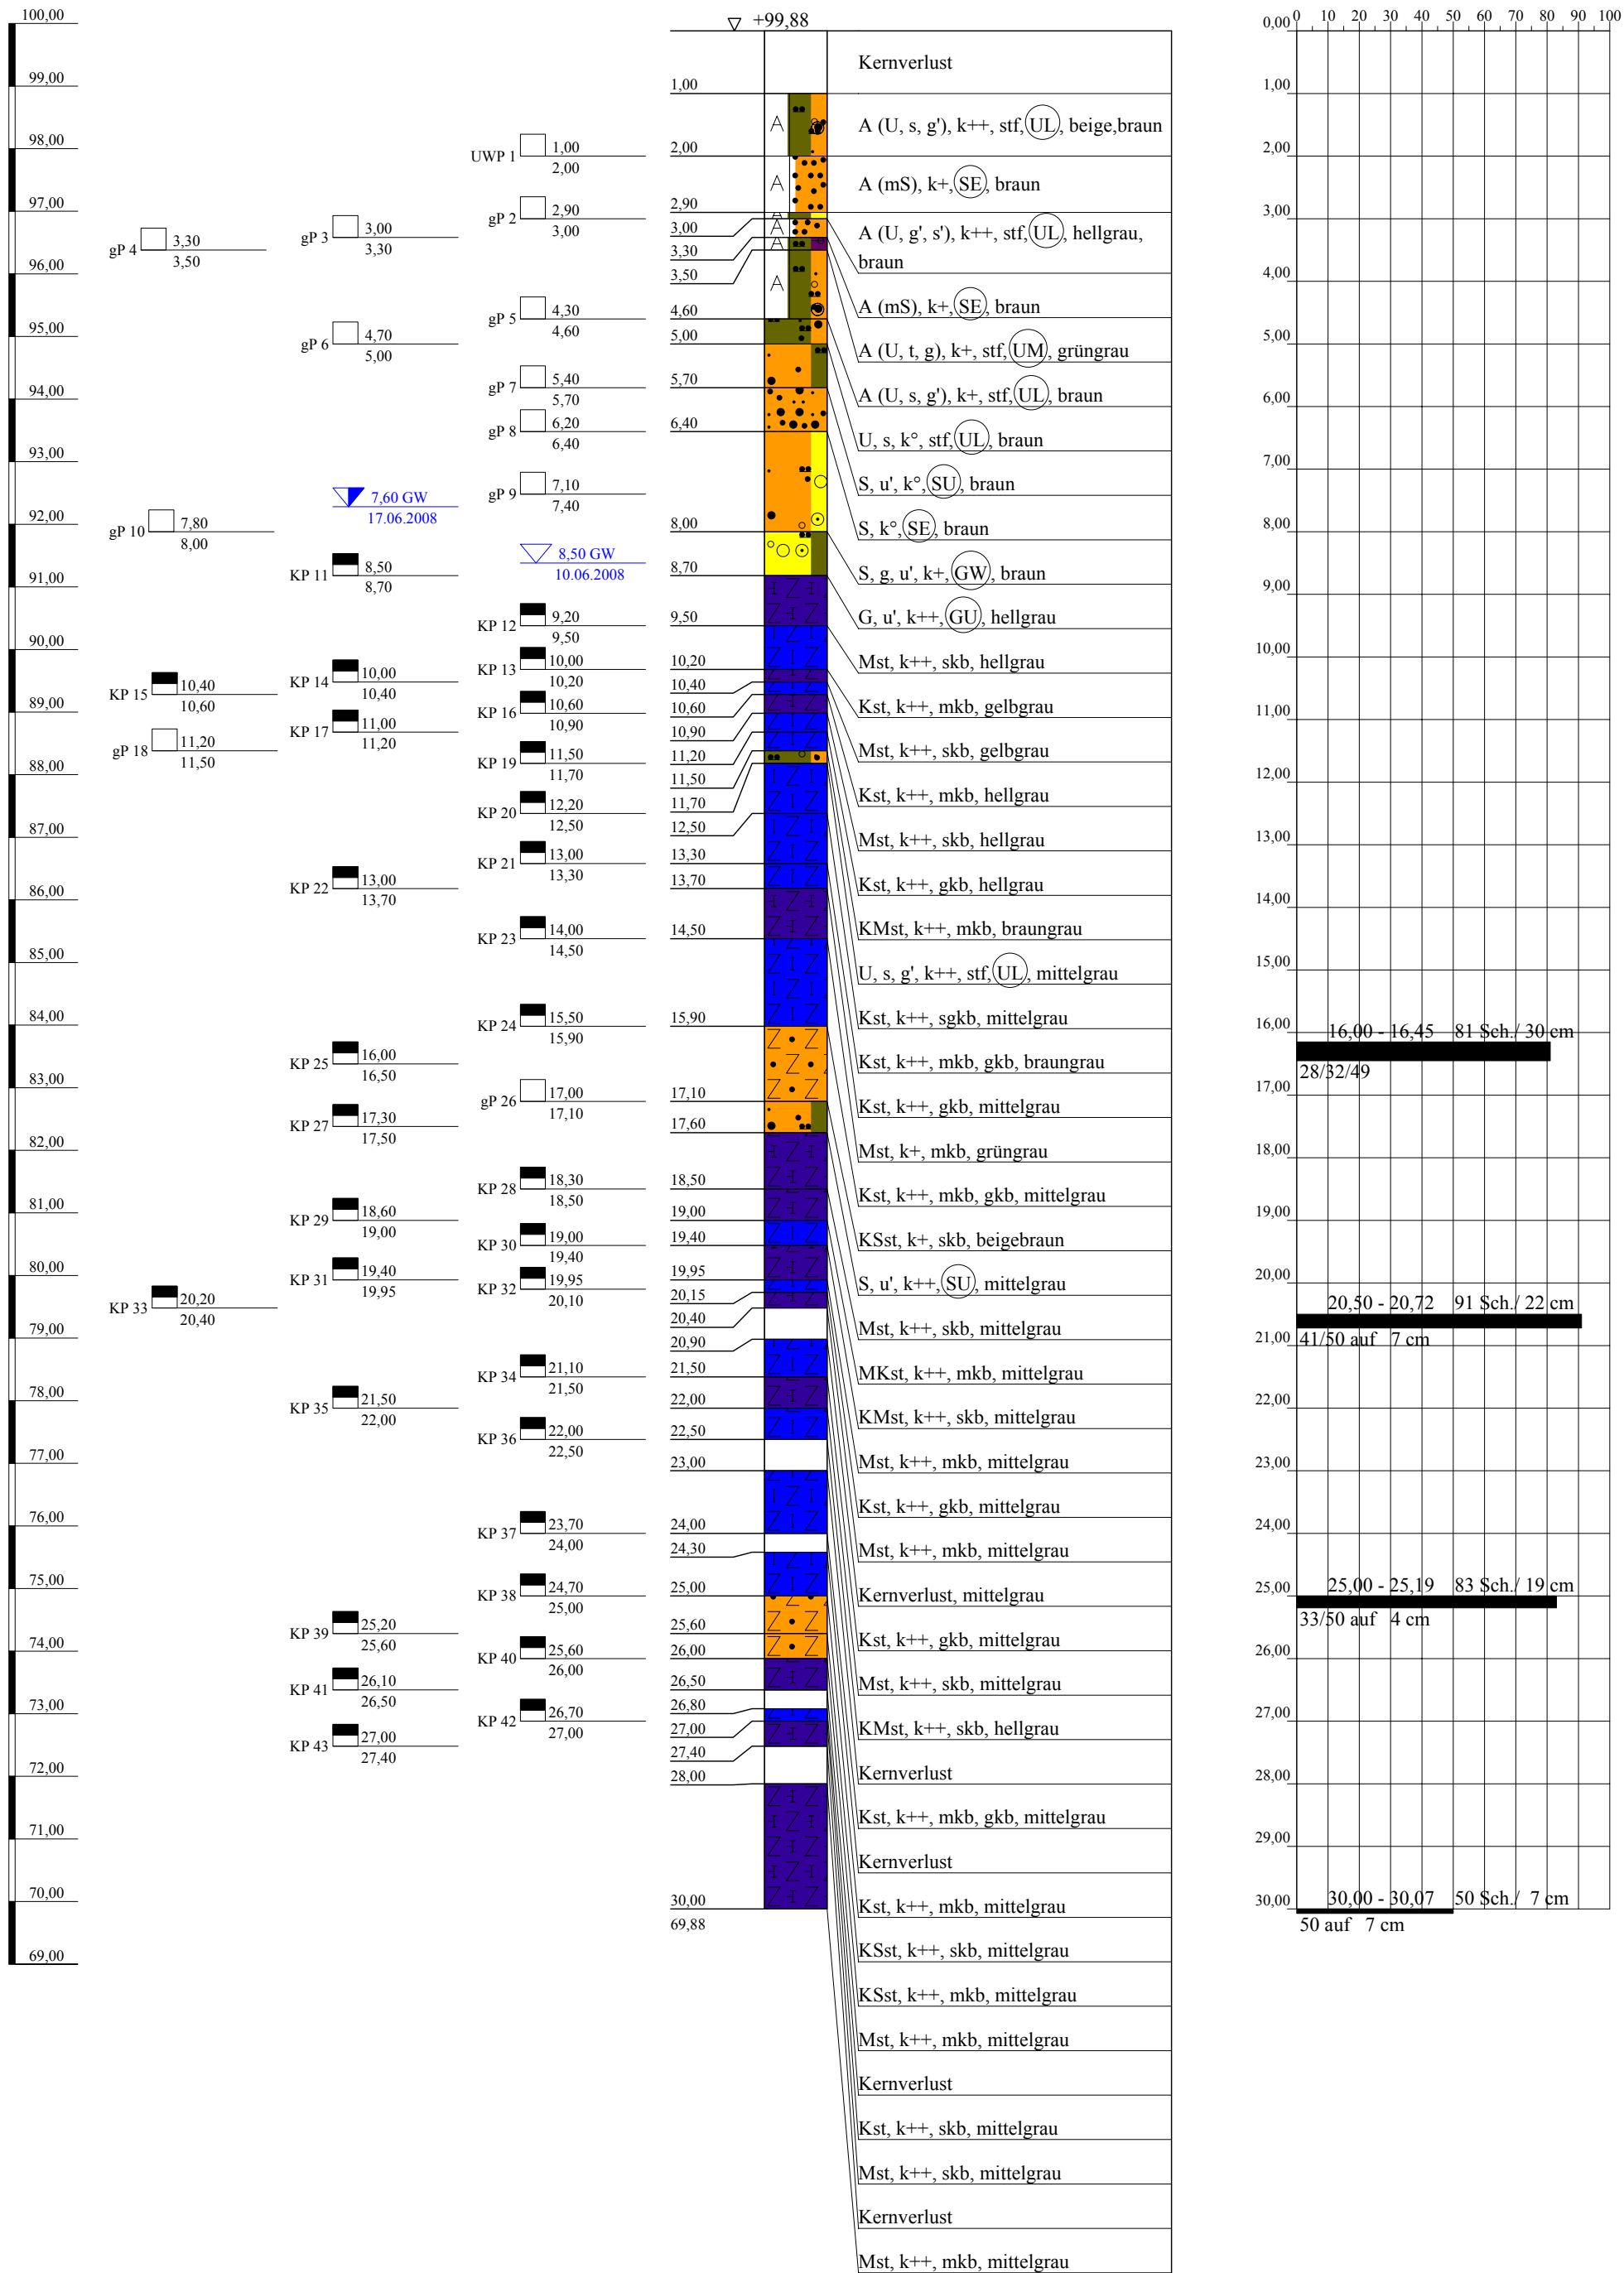 100,00
99,00
98,00
97,00
96,00
95,00
94,00
93,00
92,00
91,00
90,00
89,00
88,00
87,00
86,00
85,00
84,00
83,00
82,00
81,00
80,00
79,00
78,00
77,00
76,00
75,00
74,00
73,00
72,00
71,00
70,00
69,00
UWP 1 1,00
2,00
gP 2 2,90
3,00
gP 3 3,00
3,30
gP 4 3,30
3,50
gP 5 4,30
4,60
gP 6 4,70
5,00
gP 7 5,40
5,70
gP 8 6,20
6,40
gP 9 7,10
7,40
7,60 GW
17.06.2008
gP 10 7,80
8,00
8,50 GW
10.06.2008
KP 11 8,50
8,70
KP 12 9,20
9,50
KP 13 10,00
10,20
KP 14 10,00
10,40
KP 15 10,40
10,60
KP 16 10,60
10,90
KP 17 11,00
11,20
gP 18 11,20
11,50
KP 19 11,50
11,70
KP 20 12,20
12,50
KP 21 13,00
13,30
KP 22 13,00
13,70
KP 23 14,00
14,50
KP 24 15,50
15,90
KP 25 16,00
16,50
gP 26 17,00
17,10
KP 27 17,30
17,50
KP 28 18,30
18,50
KP 29 18,60
19,00
KP 30 19,00
19,40
KP 31 19,40
19,95
KP 32 19,95
20,10
KP 33 20,20
20,40
KP 34 21,10
21,50
KP 35 21,50
22,00
KP 36 22,00
22,50
KP 37 23,70
24,00
KP 38 24,70
25,00
KP 39 25,20
25,60
KP 40 25,60
26,00
KP 41 26,10
26,50
KP 42 26,70
27,00
KP 43 27,00
27,40
+99,88
1,00
2,00
2,90
3,00
3,30
3,50
4,60
5,00
5,70
6,40
8,00
8,70
9,50
10,20
10,40
10,60
10,90
11,20
11,50
11,70
12,50
13,30
13,70
14,50
15,90
17,10
17,60
18,50
19,00
19,40
19,95
20,15
20,40
20,90
21,50
22,00
22,50
23,00
24,00
24,30
25,00
25,60
26,00
26,50
26,80
27,00
27,40
28,00
30,00
69,88
A
A
A
A
A
A
Kernverlust
A (U, s, g'), k++, stf, UL, beige,braun
A (mS), k+, SE, braun
A (U, g', s'), k++, stf, UL, hellgrau,
braun
A (mS), k+, SE, braun
A (U, t, g), k+, stf, UM, grüngrau
A (U, s, g'), k+, stf, UL, braun
U, s, k°, stf, UL, braun
S, u', k°, SU, braun
S, k°, SE, braun
S, g, u', k+, GW, braun
G, u', k++, GU, hellgrau
Mst, k++, skb, hellgrau
Kst, k++, mkb, gelbgrau
Mst, k++, skb, gelbgrau
Kst, k++, mkb, hellgrau
Mst, k++, skb, hellgrau
Kst, k++, gkb, hellgrau
KMst, k++, mkb, braungrau
U, s, g', k++, stf, UL, mittelgrau
Kst, k++, sgkb, mittelgrau
Kst, k++, mkb, gkb, braungrau
Kst, k++, gkb, mittelgrau
Mst, k+, mkb, grüngrau
Kst, k++, mkb, gkb, mittelgrau
KSst, k+, skb, beigebraun
S, u', k++, SU, mittelgrau
Mst, k++, skb, mittelgrau
MKst, k++, mkb, mittelgrau
KMst, k++, skb, mittelgrau
Mst, k++, mkb, mittelgrau
Kst, k++, gkb, mittelgrau
Mst, k++, mkb, mittelgrau
Kernverlust, mittelgrau
Kst, k++, gkb, mittelgrau
Mst, k++, skb, mittelgrau
KMst, k++, skb, hellgrau
Kernverlust
Kst, k++, mkb, gkb, mittelgrau
Kernverlust
Kst, k++, mkb, mittelgrau
KSst, k++, skb, mittelgrau
KSst, k++, mkb, mittelgrau
Mst, k++, mkb, mittelgrau
Kernverlust
Kst, k++, skb, mittelgrau
Mst, k++, skb, mittelgrau
Kernverlust
Mst, k++, mkb, mittelgrau
0 10 20 30 40 50 60 70 80 90 100
0,00
1,00
2,00
3,00
4,00
5,00
6,00
7,00
8,00
9,00
10,00
11,00
12,00
13,00
14,00
15,00
16,00
17,00
18,00
19,00
20,00
21,00
22,00
23,00
24,00
25,00
26,00
27,00
28,00
29,00
30,00
16,00 - 16,45 81 Sch./ 30 cm
28/32/49
20,50 - 20,72 91 Sch./ 22 cm
41/50 auf 7 cm
25,00 - 25,19 83 Sch./ 19 cm
33/50 auf 4 cm
30,00 - 30,07 50 Sch./ 7 cm
50 auf 7 cm